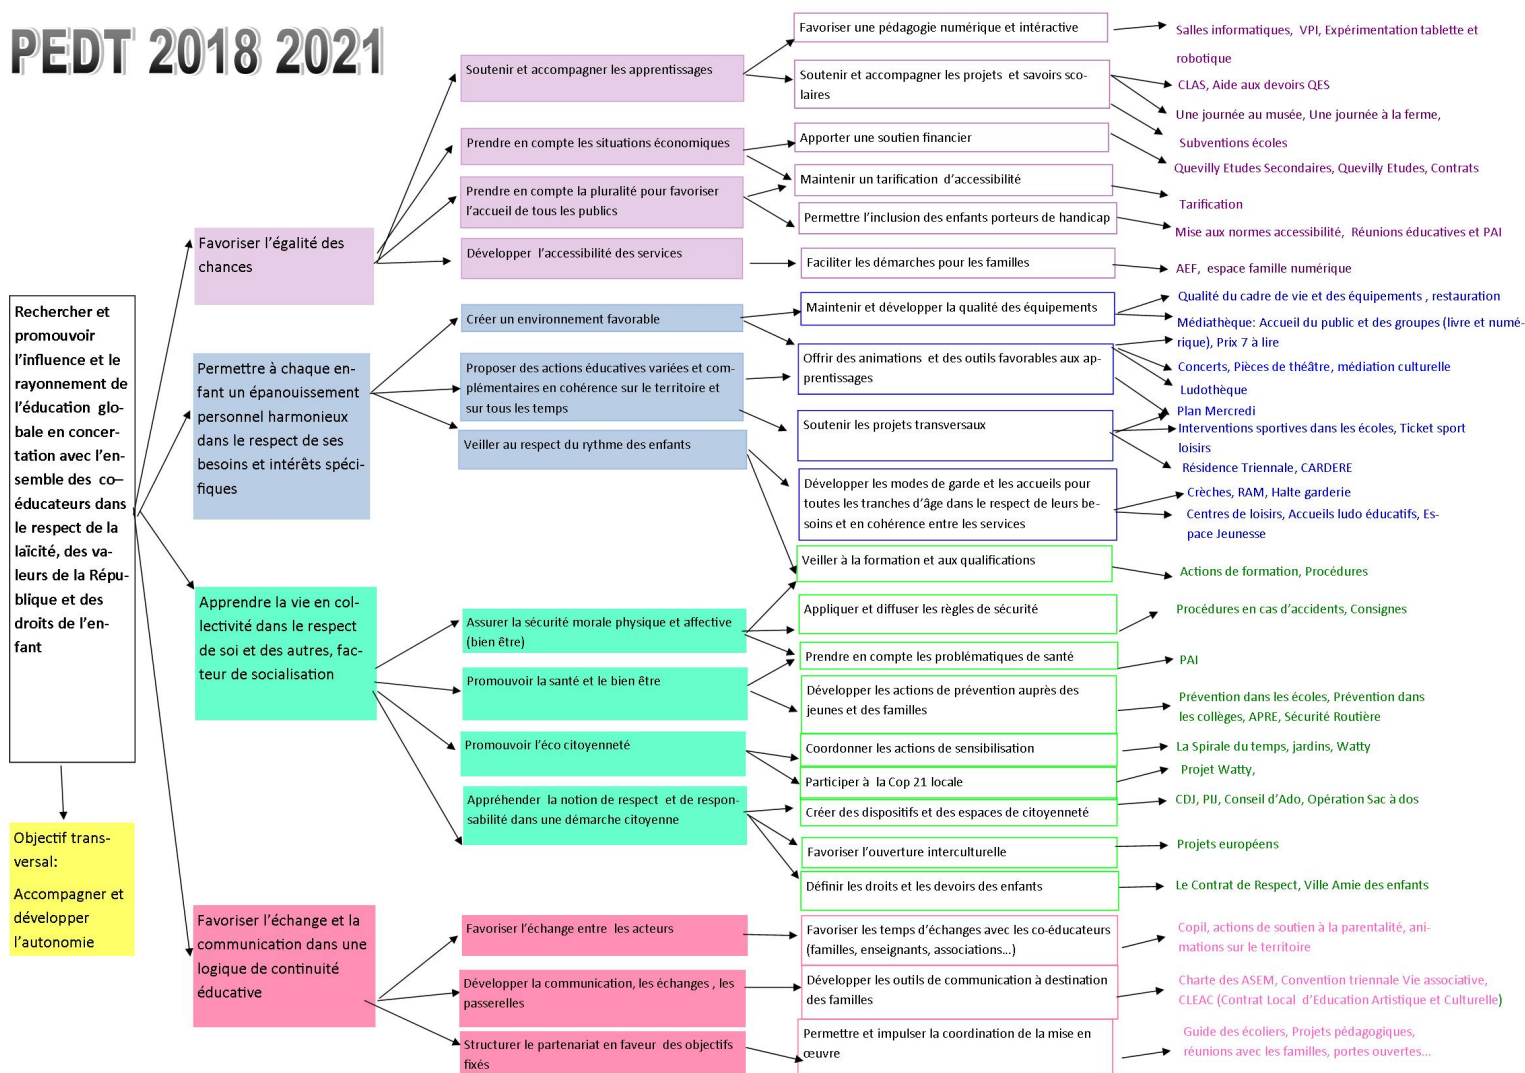 PEDT 2018 2021
Rechercher et
promouvoir
l'influence et le
rayonnement de
l'éducation glo-
bale en concer-
tation avec l'en-
semble des co—
éducateurs dans
le respect de la
laïcité, des va-
leurs de la Répu-
blique et des
droits de l'en-
fant
Objectif trans-
versal:
Accompagner et
développer
l'autonomie
Favoriser l'égalité des
chances
Permettre à chaque en-
fant un épanouissement
personnel harmonieux
dans le respect de ses
besoins et intérêts spéci-
fiques
Apprendre la vie en col-
lectivité dans le respect
de soi et des autres, fac-
teur de socialisation
Favoriser l'échange et la
communication dans une
logique de continuité
éducative
Soutenir et accompagner les apprentissages
Prendre en compte les situations économiques
Prendre en compte la pluralité pour favoriser
l'accueil de tous les publics
Développer l'accessibilité des services
Créer un environnement favorable
Proposer des actions éducatives variées et com-
plémentaires en cohérence sur le territoire et
sur tous les temps
Veiller au respect du rythme des enfants
Assurer la sécurité morale physique et affective
(bien être)
Promouvoir la santé et le bien être
Promouvoir l'éco citoyenneté
Appréhender la notion de respect et de respon-
sabilité dans une démarche citoyenne
Favoriser l'échange entre les acteurs
Développer la communication, les échanges , les
passerelles
Structurer le partenariat en faveur des objectifs
fixés
Favoriser une pédagogie numérique et intéractive
Soutenir et accompagner les projets et savoirs sco-
laires
Apporter une soutien financier
Maintenir un tarification d'accessibilité
Permettre l'inclusion des enfants porteurs de handicap
Faciliter les démarches pour les familles
Maintenir et développer la qualité des équipements
Offrir des animations et des outils favorables aux ap-
prentissages
Soutenir les projets transversaux
Développer les modes de garde et les accueils pour
toutes les tranches d'âge dans le respect de leurs be-
soins et en cohérence entre les services
Veiller à la formation et aux qualifications
Appliquer et diffuser les règles de sécurité
Prendre en compte les problématiques de santé
Développer les actions de prévention auprès des
jeunes et des familles
Coordonner les actions de sensibilisation
Participer à la Cop 21 locale
Créer des dispositifs et des espaces de citoyenneté
Favoriser l'ouverture interculturelle
Définir les droits et les devoirs des enfants
Favoriser les temps d'échanges avec les co-éducateurs
(familles, enseignants, associations...)
Développer les outils de communication à destination
des familles
Permettre et impulser la coordination de la mise en
œuvre
Salles informatiques, VPI, Expérimentation tablette et
robotique
CLAS, Aide aux devoirs QES
Une journée au musée, Une journée à la ferme,
Subventions écoles
Quevilly Etudes Secondaires, Quevilly Etudes, Contrats
Tarification
Mise aux normes accessibilité, Réunions éducatives et PAI
AEF, espace famille numérique
Qualité du cadre de vie et des équipements , restauration
Médiathèque: Accueil du public et des groupes (livre et numé-
rique), Prix 7 à lire
Concerts, Pièces de théâtre, médiation culturelle
Ludothèque
Plan Mercredi
Interventions sportives dans les écoles, Ticket sport
loisirs
Résidence Triennale, CARDERE
Crèches, RAM, Halte garderie
Centres de loisirs, Accueils ludo éducatifs, Es-
pace Jeunesse
Actions de formation, Procédures
Procédures en cas d'accidents, Consignes
PAI
Prévention dans les écoles, Prévention dans
les collèges, APRE, Sécurité Routière
La Spirale du temps, jardins, Watty
Projet Watty,
CDJ, PIJ, Conseil d'Ado, Opération Sac à dos
Projets européens
Le Contrat de Respect, Ville Amie des enfants
Copil, actions de soutien à la parentalité, ani-
mations sur le territoire
Charte des ASEM, Convention triennale Vie associative,
CLEAC (Contrat Local d'Education Artistique et Culturelle)
Guide des écoliers, Projets pédagogiques,
réunions avec les familles, portes ouvertes...